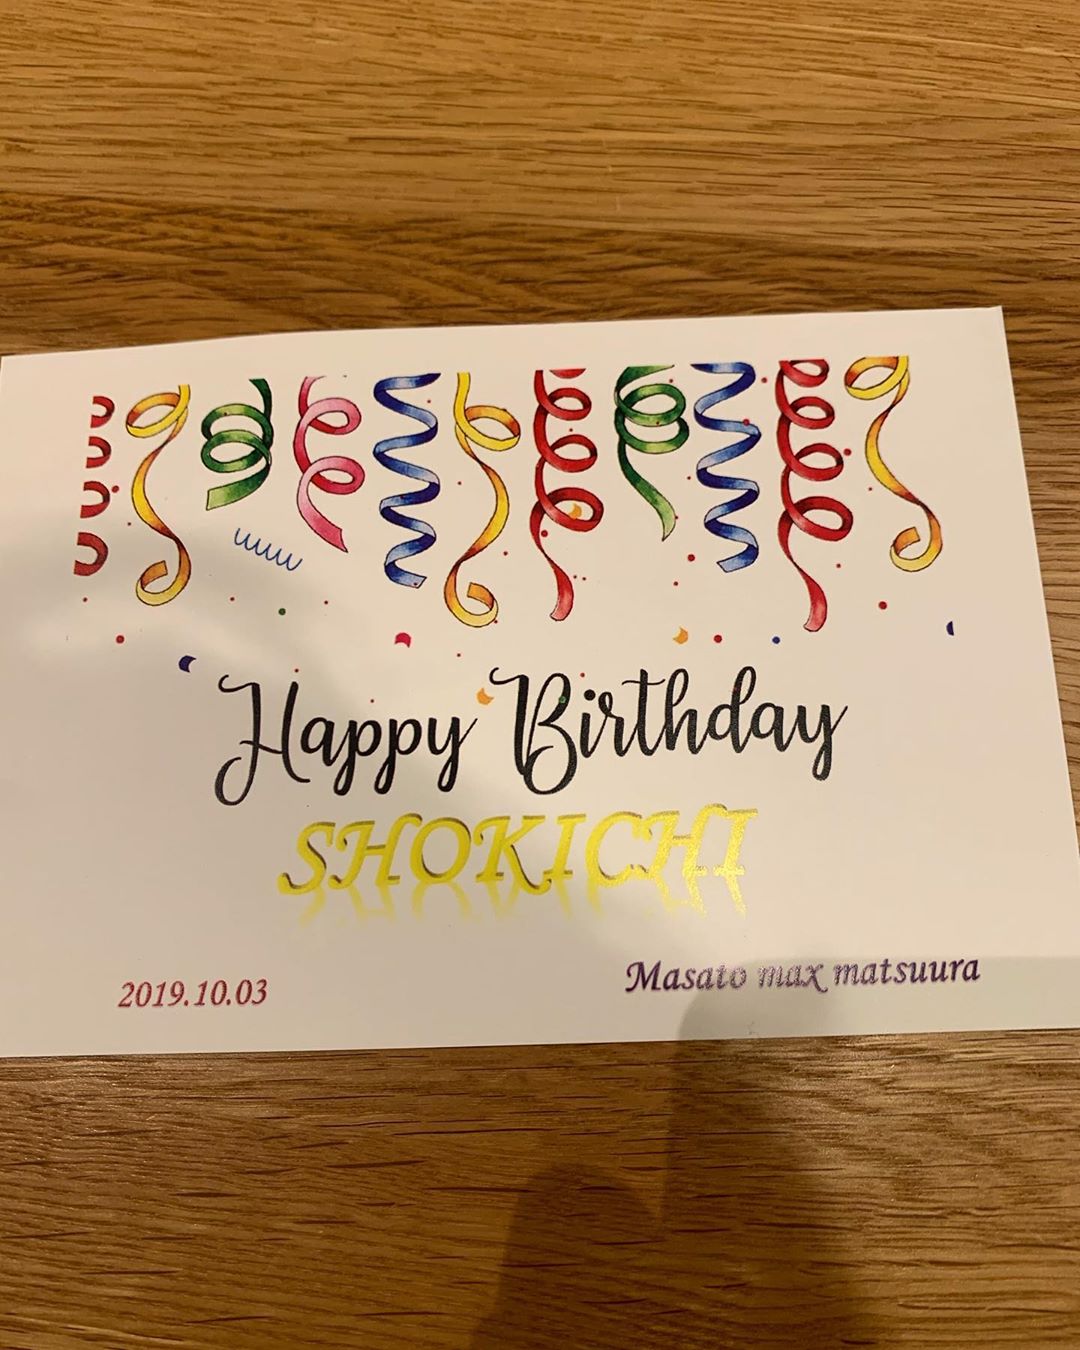 Happy Birthday
SHOKICHI
2019.10.03
Masato max matsuura